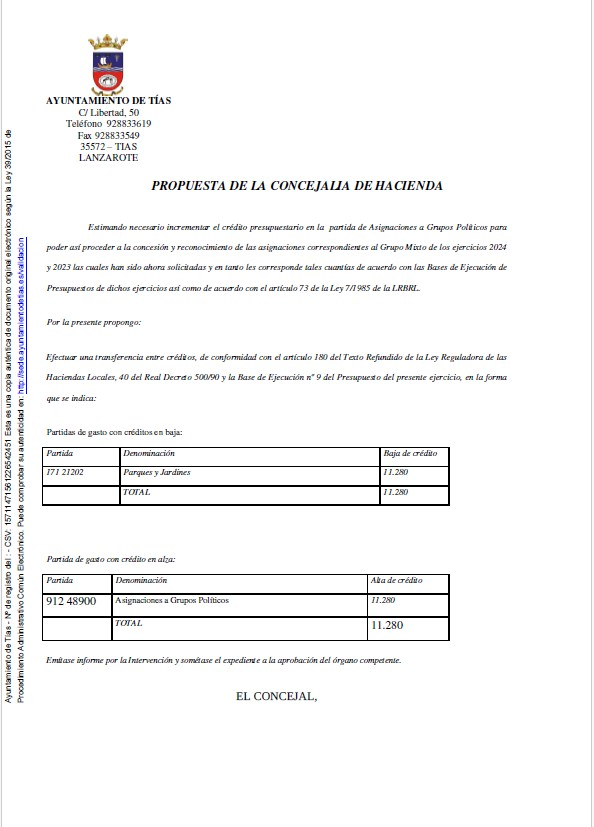 AYUNTAMIENTO DE TÍAS
C/ Libertad, 50
Teléfono 928833619
Fax 928833549
35572 – TIAS
LANZAROTE
PROPUESTA DE LA CONCEJALIA DE HACIENDA
Estimando necesario incrementar el crédito presupuestario en la partida de Asignaciones a Grupos Políticos para
poder así proceder a la concesión y reconocimiento de las asignaciones correspondientes al Grupo Mixto de los ejercicios 2024
y 2023 las cuales han sido ahora solicitadas y en tanto les corresponde tales cuantías de acuerdo con las Bases de Ejecución de
Presupuestos de dichos ejercicios así como de acuerdo con el artículo 73 de la Ley 7/1985 de la LRBRL.
Por la presente propongo:
Efectuar una transferencia entre créditos, de conformidad con el artículo 180 del Texto Refundido de la Ley Reguladora de las
Haciendas Locales, 40 del Real Decreto 500/90 y la Base de Ejecución nº 9 del Presupuesto del presente ejercicio, en la forma
que se indica:
Partidas de gasto con créditos en baja:
Partida Denominación Baja de crédito
171 21202 Parques y Jardines 11.280
TOTAL 11.280
Partida de gasto con crédito en alza:
Partida Denominación Alta de crédito
912 48900 Asignaciones a Grupos Políticos 11.280
TOTAL 11.280
Emítase informe por la Intervención y sométase el expediente a la aprobación del órgano competente.
EL CONCEJAL,
Ayuntamiento de Tías - Nº de registro del : - CSV: 15711471561226542451 Esta es una copia auténtica de documento original electrónico según la Ley 39/2015 de
Procedimiento Administrativo Común Electrónico. Puede comprobar su autenticidad en: http://sede.ayuntamientodetias.es/validacion